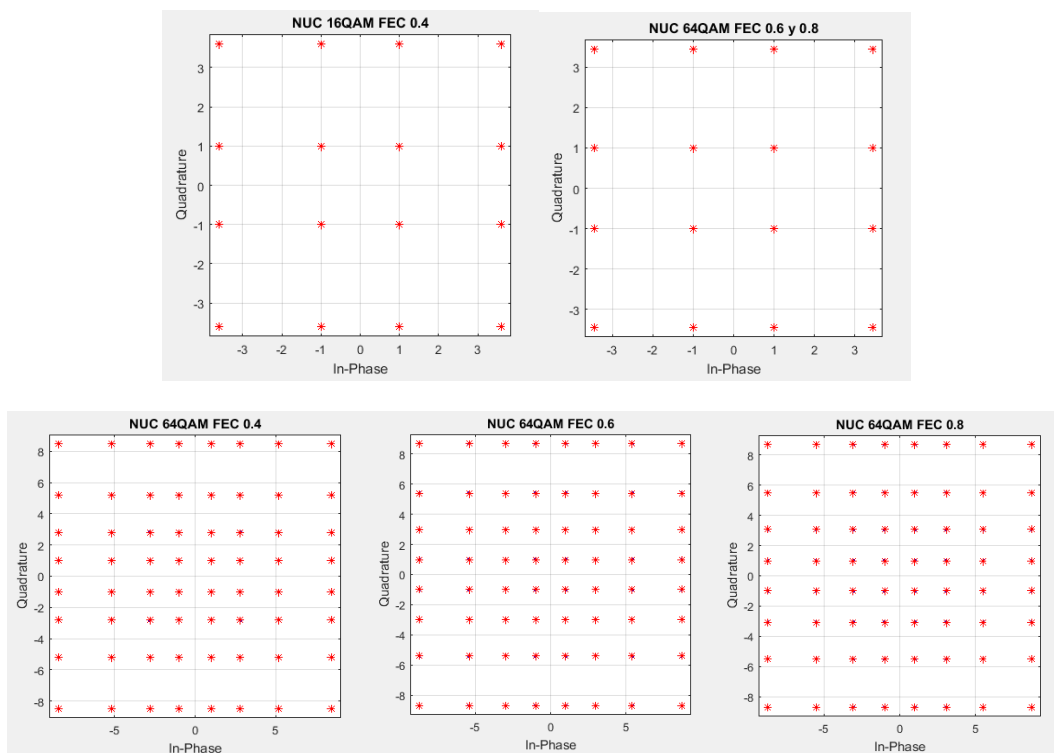 NUC 16QAM FEC 0.4
3
2
1
0
-1
-2
-3
Quadrature
-3 -2 -1 0 1 2 3
In-Phase
NUC 64QAM FEC 0.6 y 0.8
3
2
1
0
-1
-2
-3
Quadrature
-3 -2 -1 0 1 2 3
In-Phase
NUC 64QAM FEC 0.4
8
6
4
2
0
-2
-4
-6
-8
Quadrature
-5 0 5
In-Phase
NUC 64QAM FEC 0.6
8
6
4
2
0
-2
-4
-6
-8
Quadrature
-5 0 5
In-Phase
NUC 64QAM FEC 0.8
8
6
4
2
0
-2
-4
-6
-8
Quadrature
-5 0 5
In-Phase